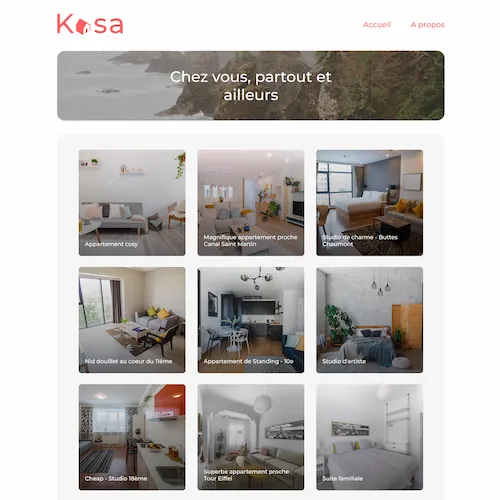 Kasa
Accueil
A propos
Chez vous, partout et
ailleurs
Appartement cosy
Magnifique appartement proche
Canal Saint Martin
Studio de charme - Buttes
Chaumont
Nid douillet au coeur du 11ème
Appartement de Standing - 10e
Studio d'artiste
Cheap - Studio 18ème
Superbe appartement proche
Tour Eiffel
Suite familiale